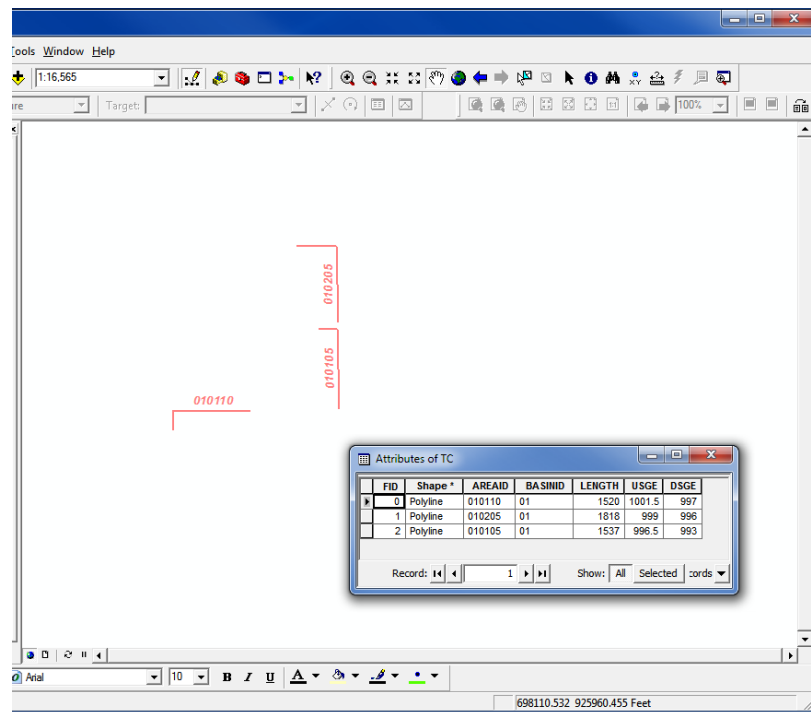 Tools Window Help
1:16,565
re Target: 100%
010205
010105
010110
Attributes of TC
FID Shape * AREAID BASINID LENGTH USGE DSGE
0 Polyline 010110 01 1520 1001.5 997
1 Polyline 010205 01 1818 999 996
2 Polyline 010105 01 1537 996.5 993
Record: 1 Show: All Selected cords
Arial 10 B I U A
698110.532 925960.455 Feet